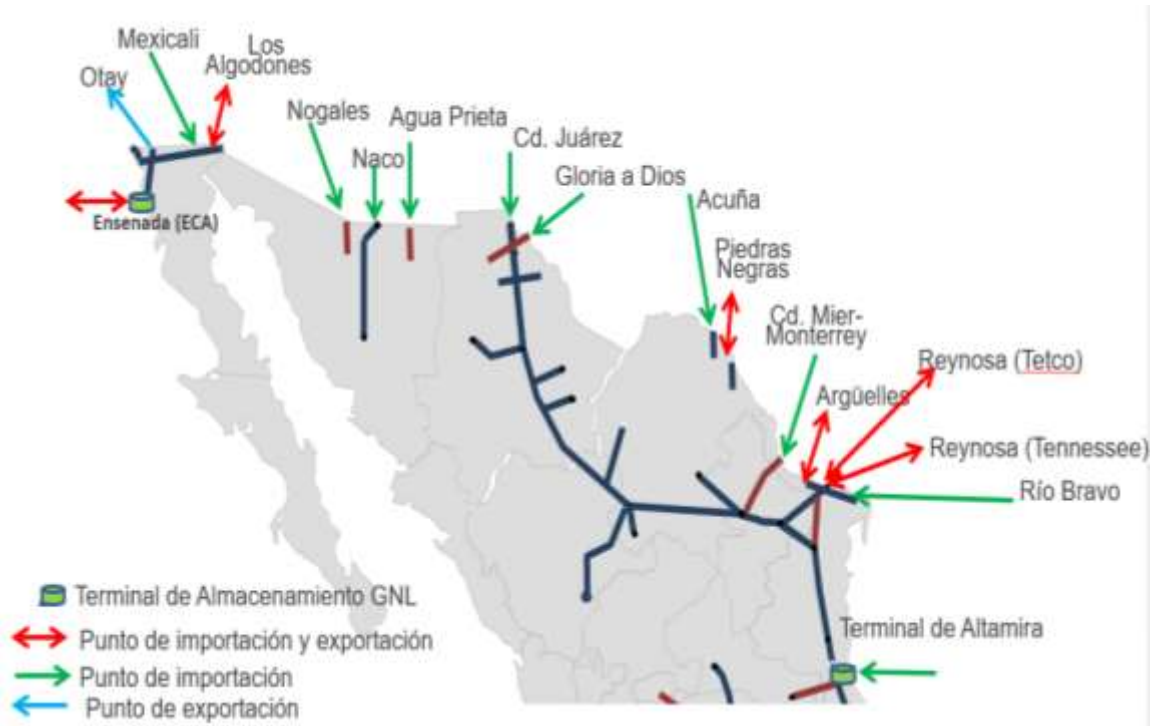 Mexicali
Los
Algodones
Otay
Nogales
Agua Prieta
Naco
Cd. Juárez
Gloria a Dios
Acuña
Piedras
Negras
Ensenada (ECA)
Cd. Mier-
Monterrey
Reynosa (Tetco)
Argüelles
Reynosa (Tennessee)
Río Bravo
Terminal de Almacenamiento GNL
Punto de importación y exportación
Terminal de Altamira
Punto de importación
Punto de exportación